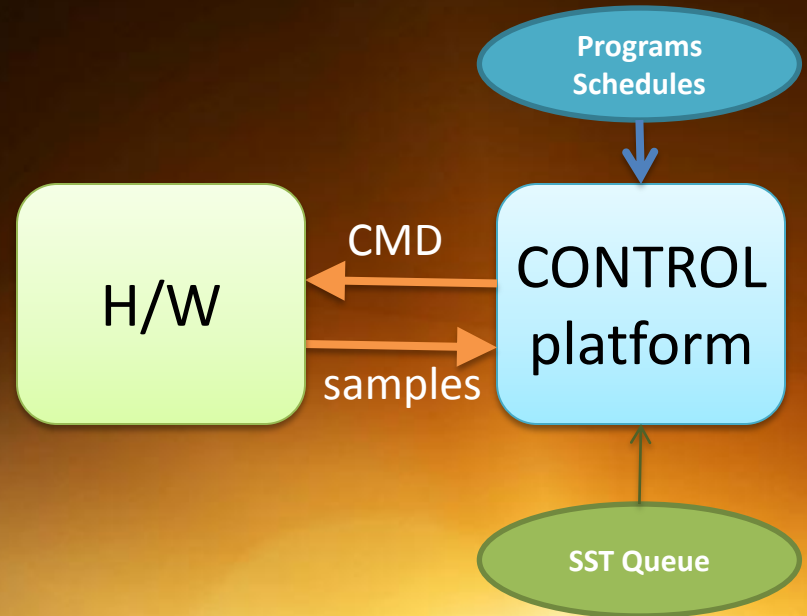 Programs
Schedules
CMD
H/W
CONTROL
platform
samples
SST Queue